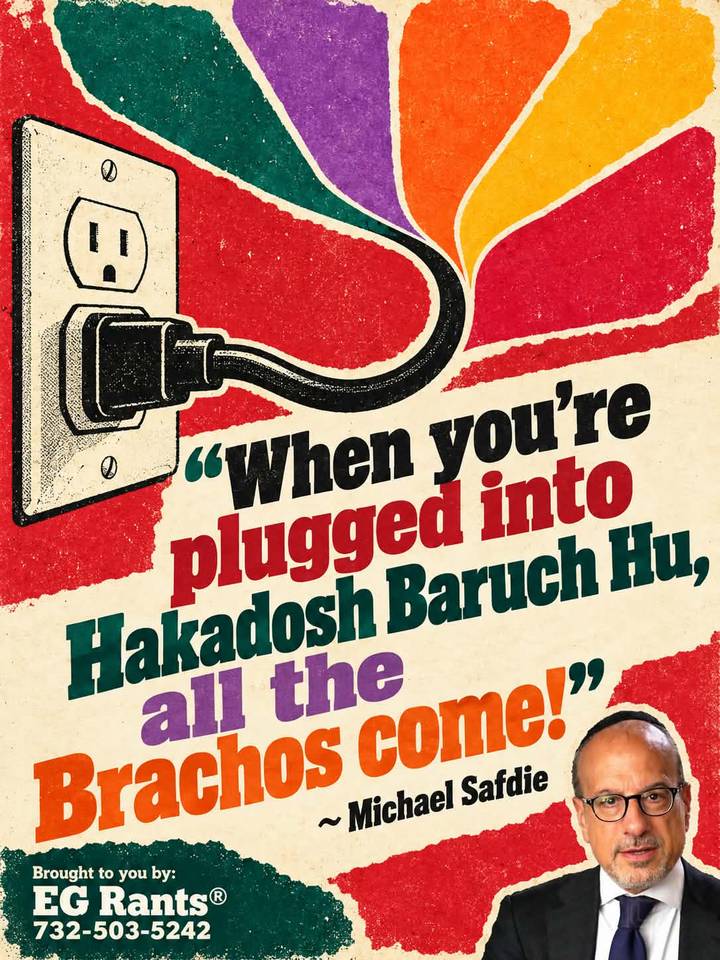 “When you’re
plugged into
Hakadosh Baruch Hu,
all the
Brachos come!”
~ Michael Safdie
Brought to you by:
EG Rants®
732-503-5242